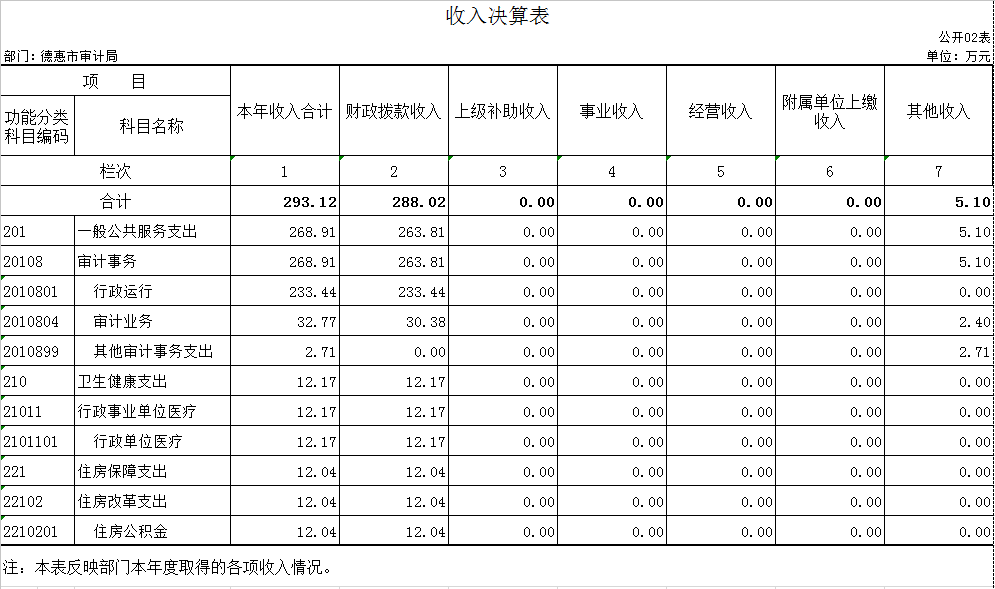 收入决算表
公开02表
部门：德惠市审计局 单位：万元
项 目 本年收入合计 财政拨款收入 上级补助收入 事业收入 经营收入 附属单位上缴收入 其他收入
功能分类科目编码 科目名称
栏次 1 2 3 4 5 6 7
合计 293.12 288.02 0.00 0.00 0.00 0.00 5.10
201 一般公共服务支出 268.91 263.81 0.00 0.00 0.00 0.00 5.10
20108 审计事务 268.91 263.81 0.00 0.00 0.00 0.00 5.10
2010801 行政运行 233.44 233.44 0.00 0.00 0.00 0.00 0.00
2010804 审计业务 32.77 30.38 0.00 0.00 0.00 0.00 2.40
2010899 其他审计事务支出 2.71 0.00 0.00 0.00 0.00 0.00 2.71
210 卫生健康支出 12.17 12.17 0.00 0.00 0.00 0.00 0.00
21011 行政事业单位医疗 12.17 12.17 0.00 0.00 0.00 0.00 0.00
2101101 行政单位医疗 12.17 12.17 0.00 0.00 0.00 0.00 0.00
221 住房保障支出 12.04 12.04 0.00 0.00 0.00 0.00 0.00
22102 住房改革支出 12.04 12.04 0.00 0.00 0.00 0.00 0.00
2210201 住房公积金 12.04 12.04 0.00 0.00 0.00 0.00 0.00
注：本表反映部门本年度取得的各项收入情况。